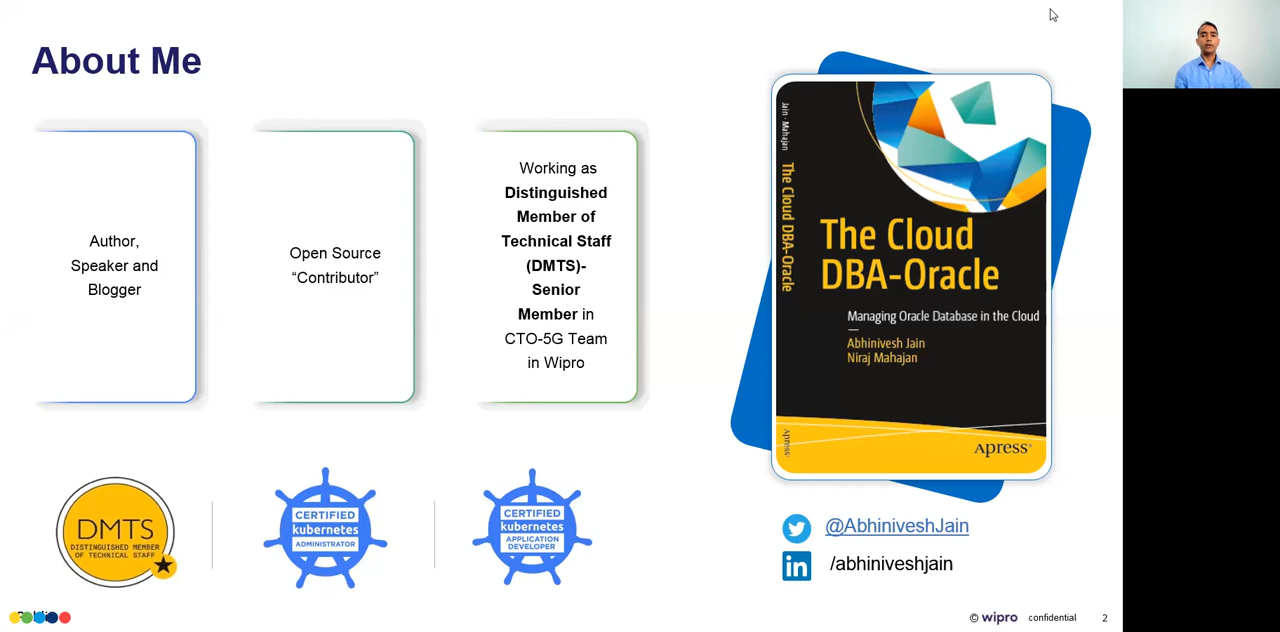 About Me
Author,
Speaker and
Blogger
Open Source
“Contributor”
Working as
Distinguished
Member of
Technical Staff
(DMTS)-
Senior
Member in
CTO-5G Team
in Wipro
DMTS
DISTINGUISHED MEMBER
OF TECHNICAL STAFF
CERTIFIED
kubernetes
ADMINISTRATOR
CERTIFIED
kubernetes
APPLICATION
DEVELOPER
Jain · Mahajan
The Cloud DBA-Oracle
Apress®
The Cloud
DBA-Oracle
Managing Oracle Database in the Cloud
Abhinivesh Jain
Niraj Mahajan
Apress®
@AbhiniveshJain
in
/abhiniveshjain
© wipro confidential 2